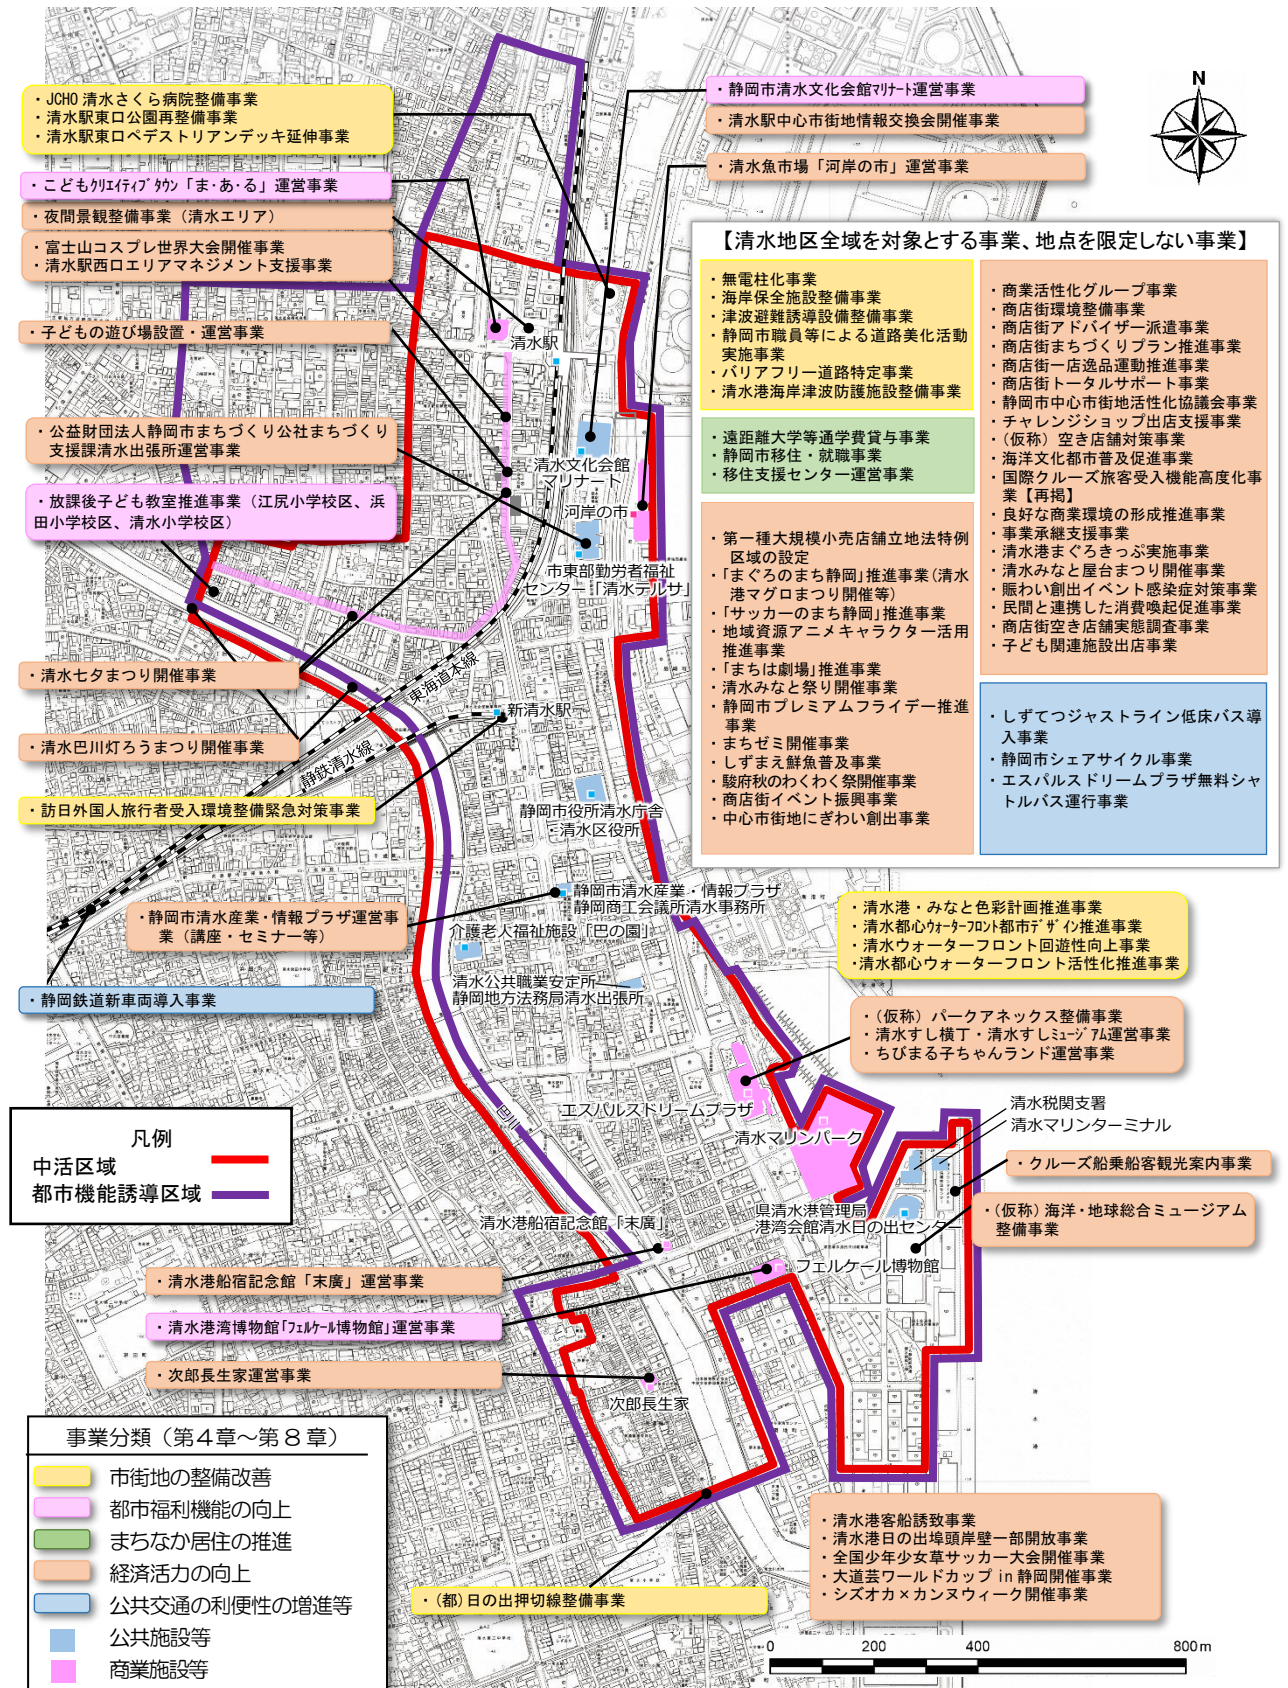 ・JCHO 清水さくら病院整備事業
・清水駅東口公園再整備事業
・清水駅東口ペデストリアンデッキ延伸事業
・こどもクリエイティブタウン「ま・あ・る」運営事業
・夜間景観整備事業（清水エリア）
・富士山コスプレ世界大会開催事業
・清水駅西口エリアマネジメント支援事業
・子どもの遊び場設置・運営事業
・公益財団法人静岡市まちづくり公社まちづくり
支援課清水出張所運営事業
・放課後子ども教室推進事業（江尻小学校区、浜
田小学校区、清水小学校区）
・清水七夕まつり開催事業
・清水巴川灯ろうまつり開催事業
・訪日外国人旅行者受入環境整備緊急対策事業
・静岡市清水産業・情報プラザ運営事
業（講座・セミナー等）
・静岡鉄道新車両導入事業
・静岡市清水文化会館マリナート運営事業
・清水駅中心市街地情報交換会開催事業
・清水魚市場「河岸の市」運営事業
N
【清水地区全域を対象とする事業、地点を限定しない事業】
・無電柱化事業
・海岸保全施設整備事業
・津波避難誘導設備整備事業
・静岡市職員等による道路美化活動
実施事業
・バリアフリー道路特定事業
・清水港海岸津波防護施設整備事業
・遠距離大学等通学費貸与事業
・静岡市移住・就職事業
・移住支援センター運営事業
・第一種大規模小売店舗立地法特例
区域の設定
・「まぐろのまち静岡」推進事業（清水
港マグロまつり開催等）
・「サッカーのまち静岡」推進事業
・地域資源アニメキャラクター活用
推進事業
・「まちは劇場」推進事業
・清水みなと祭り開催事業
・静岡市プレミアムフライデー推進
事業
・まちゼミ開催事業
・しずまえ鮮魚普及事業
・駿府秋のわくわく祭開催事業
・商店街イベント振興事業
・中心市街地にぎわい創出事業
・商業活性化グループ事業
・商店街環境整備事業
・商店街アドバイザー派遣事業
・商店街まちづくりプラン推進事業
・商店街一店逸品運動推進事業
・商店街トータルサポート事業
・静岡市中心市街地活性化協議会事業
・チャレンジショップ出店支援事業
・（仮称）空き店舗対策事業
・海洋文化都市普及促進事業
・国際クルーズ旅客受入機能高度化事
業【再掲】
・良好な商業環境の形成推進事業
・事業承継支援事業
・清水港まぐろきっぷ実施事業
・清水みなと屋台まつり開催事業
・賑わい創出イベント感染症対策事業
・民間と連携した消費喚起促進事業
・商店街空き店舗実態調査事業
・子ども関連施設出店事業
・しずてつジャストライン低床バス導
入事業
・静岡市シェアサイクル事業
・エスパルスドリームプラザ無料シャ
トルバス運行事業
清水駅
清水文化会館
マリナート
河岸の市
市東部勤労者福祉
センター「清水テルサ」
東海道本線
新清水駅
静鉄清水線
静岡市役所清水庁舎
・清水区役所
静岡市清水産業・情報プラザ
静岡商工会議所清水事務所
介護老人福祉施設「巴の園」
清水公共職業安定所
静岡地方法務局清水出張所
巴川
エスパルスドリームプラザ
清水マリンパーク
・清水港・みなと色彩計画推進事業
・清水都心ウォーターフロント都市デザイン推進事業
・清水ウォーターフロント回遊性向上事業
・清水都心ウォーターフロント活性化推進事業
・（仮称）パークアネックス整備事業
・清水すし横丁・清水すしミュージアム運営事業
・ちびまる子ちゃんランド運営事業
清水税関支署
清水マリンターミナル
・クルーズ船乗船客観光案内事業
・（仮称）海洋・地球総合ミュージアム
整備事業
県清水港管理局
港湾会館清水日の出センター
フェルケール博物館
清水港船宿記念館「末廣」
次郎長生家
凡例
中活区域
都市機能誘導区域
・清水港船宿記念館「末廣」運営事業
・清水港湾博物館「フェルケール博物館」運営事業
・次郎長生家運営事業
事業分類（第４章～第８章）
市街地の整備改善
都市福利機能の向上
まちなか居住の推進
経済活力の向上
公共交通の利便性の増進等
公共施設等
商業施設等
・（都）日の出押切線整備事業
・清水港客船誘致事業
・清水港日の出埠頭岸壁一部開放事業
・全国少年少女草サッカー大会開催事業
・大道芸ワールドカップ in 静岡開催事業
・シズオカ×カンヌウィーク開催事業
0 200 400 800m